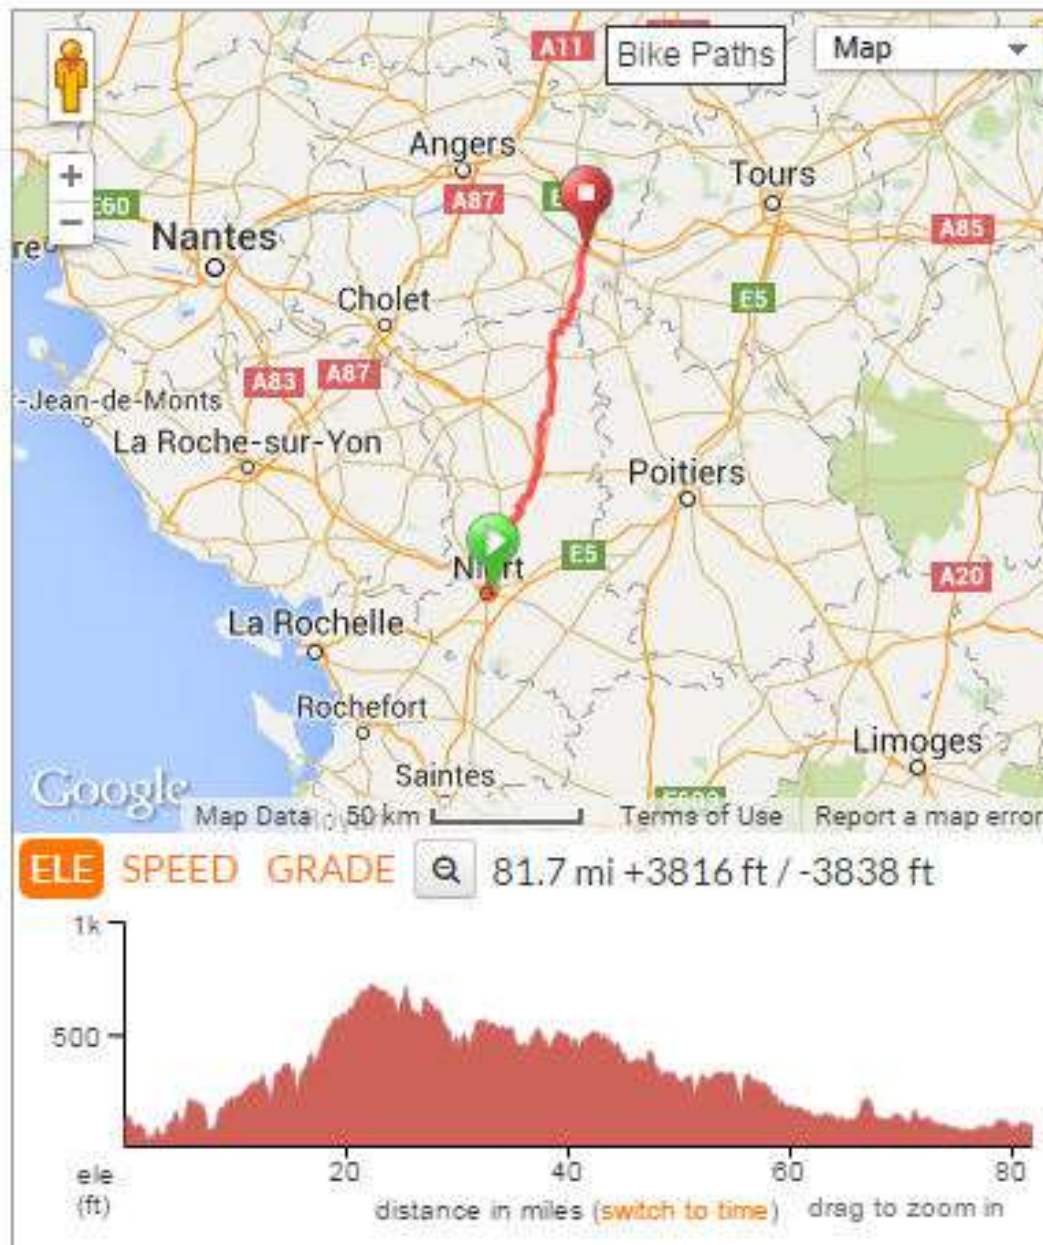 A11
Bike Paths
Map
Angers
Tours
A87
E60
A85
Nantes
re
E5
Cholet
A83
A87
-Jean-de-Monts
La Roche-sur-Yon
Poitiers
E5
Niort
A20
La Rochelle
Rochefort
Limoges
Saintes
Google
Map Data
50 km
Terms of Use
Report a map error
ELE SPEED GRADE 81.7 mi +3816 ft / -3838 ft
1k
500
ele
(ft)
20 40 60 80
distance in miles (switch to time) drag to zoom in